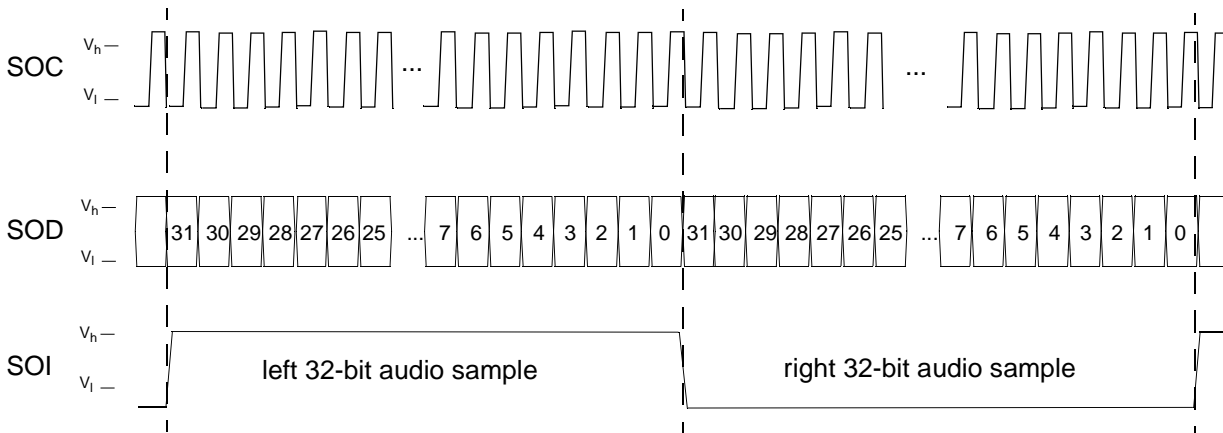 Vh
SOC
...
...
Vl
Vh
SOD
31 30 29 28 27 26 25 ... 7 6 5 4 3 2 1 0 31 30 29 28 27 26 25 ... 7 6 5 4 3 2 1 0
Vl
Vh
SOI
left 32-bit audio sample
right 32-bit audio sample
Vl